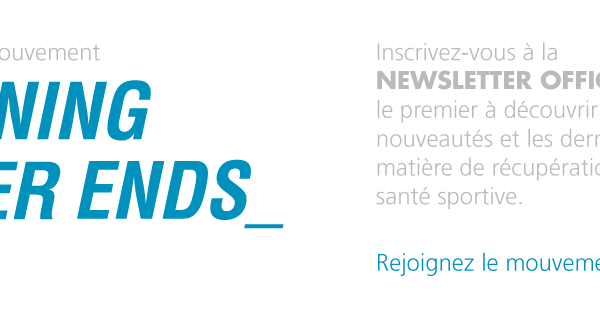 ouvement
NING
ER ENDS_
Inscrivez-vous à la
NEWSLETTER OFFIC
le premier à découvrir
nouveautés et les dern
matière de récupératio
santé sportive.
Rejoignez le mouveme